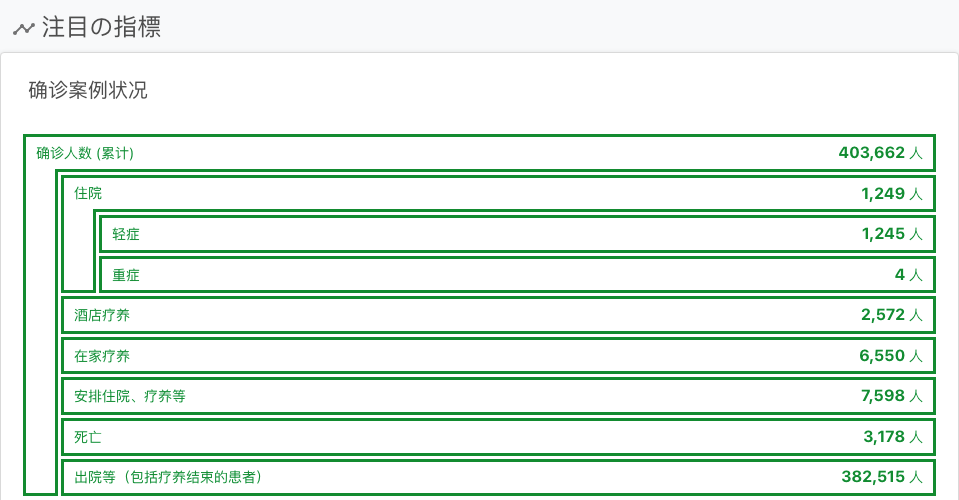 注目の指標
确诊案例状况
确诊人数 (累计) 403,662 人
住院 1,249 人
轻症 1,245 人
重症 4 人
酒店疗养 2,572 人
在家疗养 6,550 人
安排住院、疗养等 7,598 人
死亡 3,178 人
出院等（包括疗养结束的患者） 382,515 人